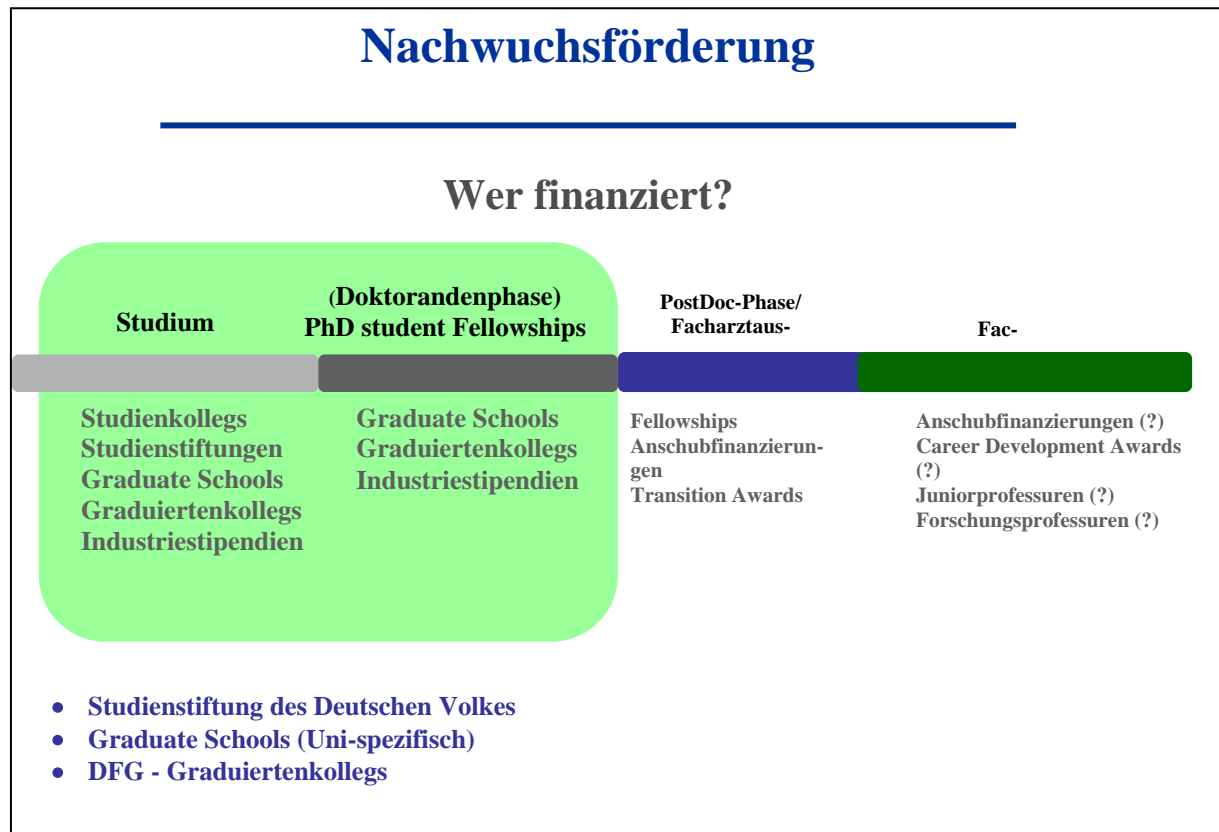 Nachwuchsförderung
Wer finanziert?
Studium
(Doktorandenphase)
PhD student Fellowships
PostDoc-Phase/
Facharztaus-
Fac-
Studienkollegs
Studienstiftungen
Graduate Schools
Graduiertenkollegs
Industriestipendien
Graduate Schools
Graduiertenkollegs
Industriestipendien
Fellowships
Anschubfinanzierun-
gen
Transition Awards
Anschubfinanzierungen (?)
Career Development Awards
(?)
Juniorprofessuren (?)
Forschungsprofessuren (?)
• Studienstiftung des Deutschen Volkes
• Graduate Schools (Uni-spezifisch)
• DFG - Graduiertenkollegs